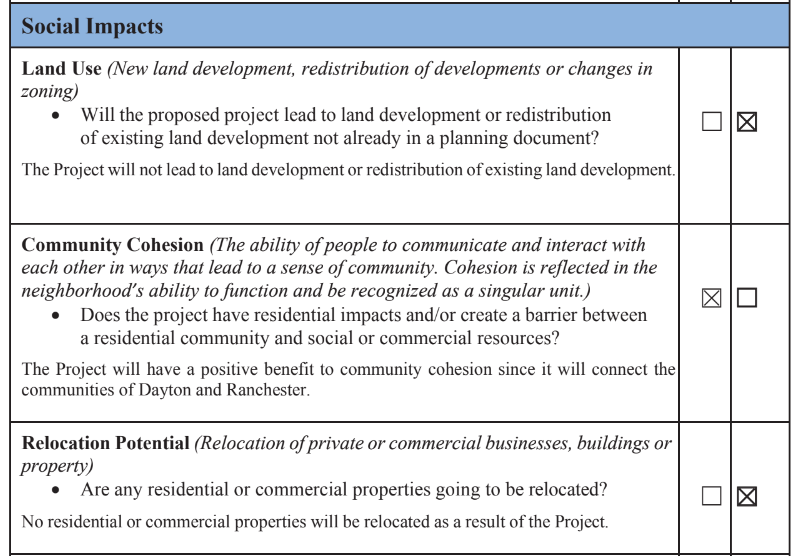 Social Impacts
Land Use (New land development, redistribution of developments or changes in
zoning)
• Will the proposed project lead to land development or redistribution
of existing land development not already in a planning document?
☐ ☒
The Project will not lead to land development or redistribution of existing land development.
Community Cohesion (The ability of people to communicate and interact with
each other in ways that lead to a sense of community. Cohesion is reflected in the
neighborhood's ability to function and be recognized as a singular unit.)
☒ ☐
• Does the project have residential impacts and/or create a barrier between
a residential community and social or commercial resources?
The Project will have a positive benefit to community cohesion since it will connect the
communities of Dayton and Ranchester.
Relocation Potential (Relocation of private or commercial businesses, buildings or
property)
• Are any residential or commercial properties going to be relocated?
☐ ☒
No residential or commercial properties will be relocated as a result of the Project.